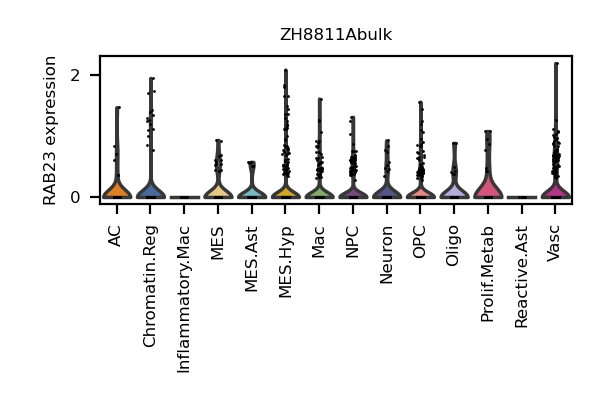 ZH8811Abulk
RAB23 expression
2
0
AC
Chromatin.Reg
Inflammatory.Mac
MES
MES.Ast
MES.Hyp
Mac
NPC
Neuron
OPC
Oligo
Prolif.Metab
Reactive.Ast
Vasc